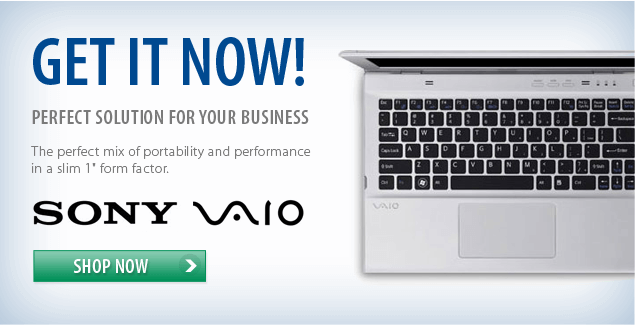 GET IT NOW!
PERFECT SOLUTION FOR YOUR BUSINESS
The perfect mix of portability and performance
in a slim 1" form factor.
SONY VAIO
SHOP NOW
VAIO
Q W E R T Y U I O P
A S D F G H J K L
Z X C V B N M